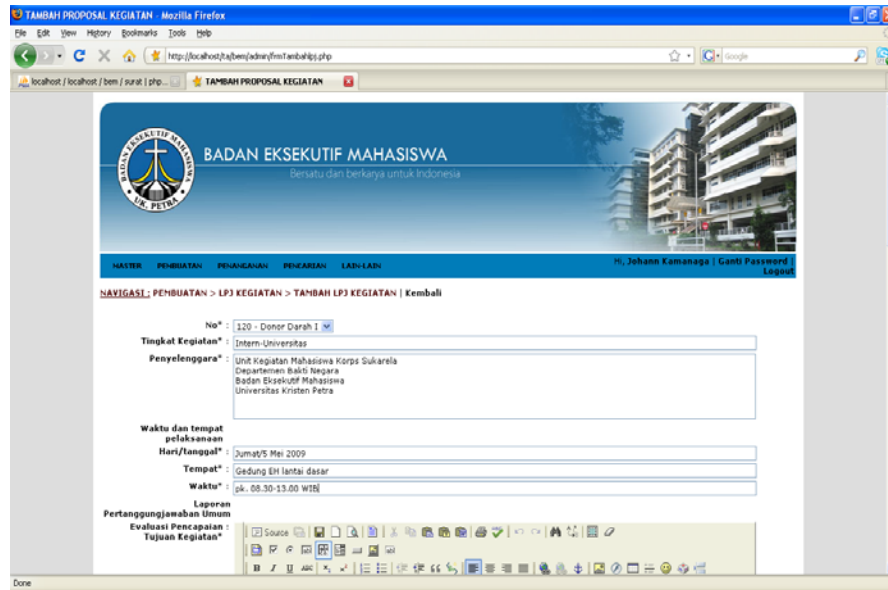 TAMBAH PROPOSAL KEGIATAN - Mozilla Firefox
File Edit View History Bookmarks Tools Help
http://localhost/ta/bem/admin/frmTambahlpj.php
Google
localhost / localhost / bem / surat | php...
TAMBAH PROPOSAL KEGIATAN
BADAN EKSEKUTIF MAHASISWA
UK. PETRA
BADAN EKSEKUTIF MAHASISWA
Bersatu dan berkarya untuk Indonesia
MASTER PEMBUATAN PENANGANAN PENCARIAN LAIN-LAIN
Hi, Johann Kamanaga | Ganti Password |
Logout
NAVIGASI : PEMBUATAN > LPJ KEGIATAN > TAMBAH LPJ KEGIATAN | Kembali
No* : 120 - Donor Darah I
Tingkat Kegiatan* : Intern-Universitas
Penyelenggara* : Unit Kegiatan Mahasiswa Korps Sukarela
Departemen Bakti Negara
Badan Eksekutif Mahasiswa
Universitas Kristen Petra
Waktu dan tempat
pelaksanaan
Hari/tanggal* : Jumat/5 Mei 2009
Tempat* : Gedung EH lantai dasar
Waktu* : pk. 08.30-13.00 WIB
Laporan
Pertanggungjawaban Umum
Evaluasi Pencapaian :
Tujuan Kegiatan*
Source
B I U ABC
Done